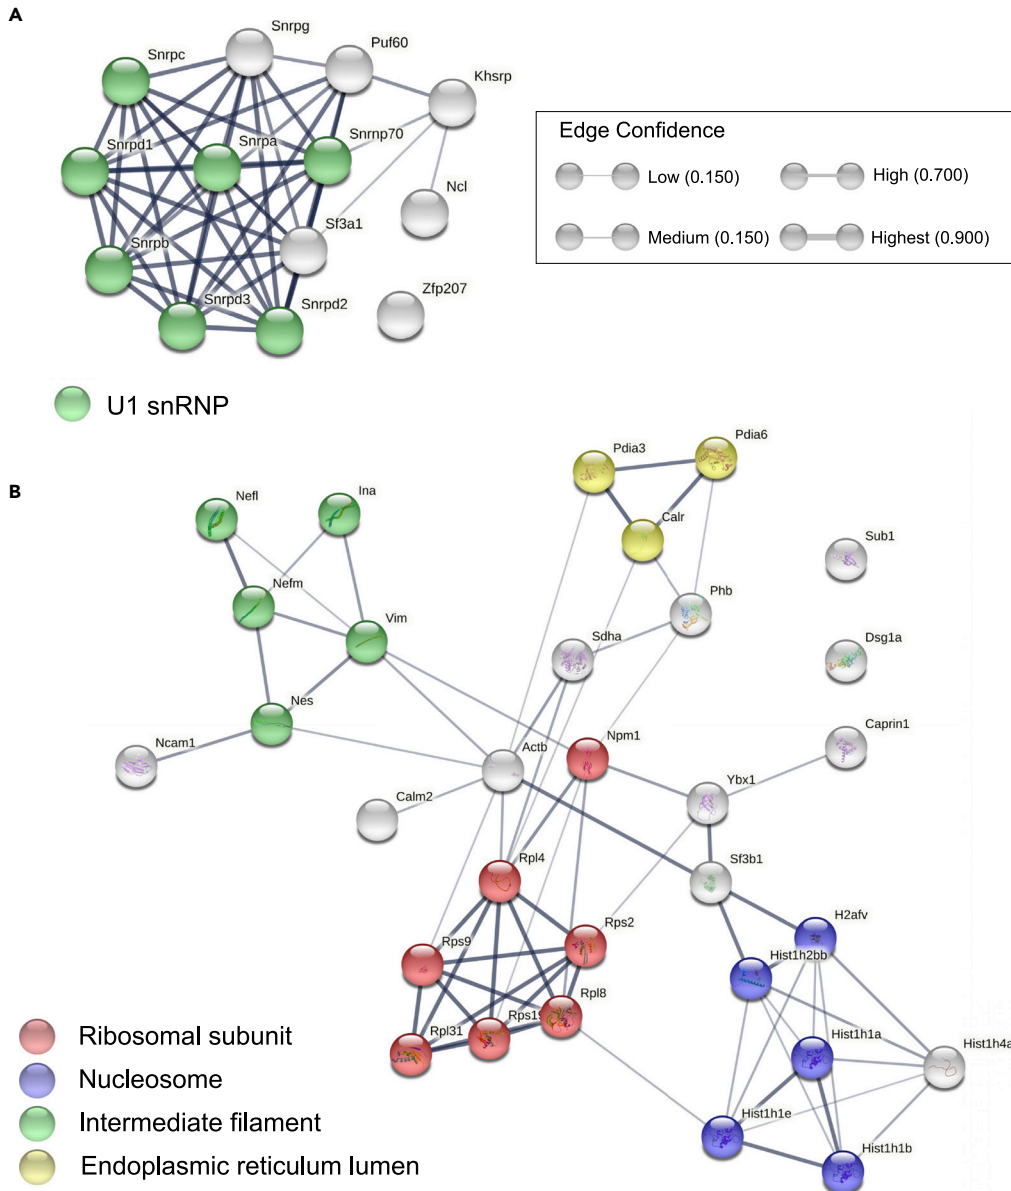 A
Snrpg
Puf60
Snrpc
Khsrp
Snrpd1
Snrpa
Snrnp70
Ncl
Sf3a1
Snrpb
Snrpd3
Snrpd2
Zfp207
Edge Confidence
Low (0.150)
High (0.700)
Medium (0.150)
Highest (0.900)
U1 snRNP
B
Pdia3
Pdia6
Nefl
Ina
Calr
Sub1
Nefm
Vim
Phb
Sdha
Dsg1a
Nes
Ncam1
Actb
Npm1
Caprin1
Ybx1
Calm2
Rpl4
Sf3b1
Rps9
Rps2
H2afv
Hist1h2bb
Rpl8
Rpl31
Rps19
Hist1h1a
Hist1h4a
Hist1h1e
Hist1h1b
Ribosomal subunit
Nucleosome
Intermediate filament
Endoplasmic reticulum lumen